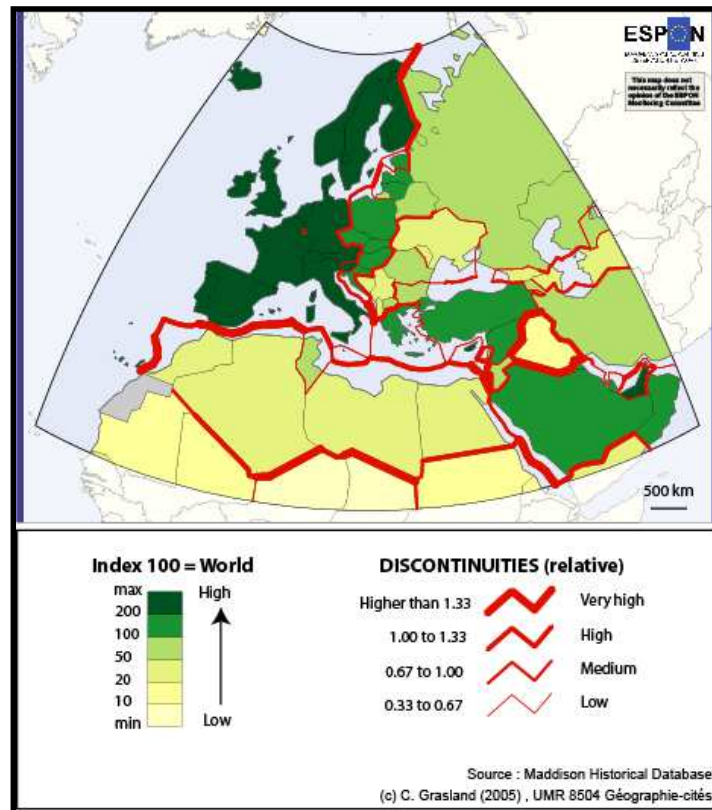 ESPON
This map does not
necessarily reflect the
opinion of the ESPON
Monitoring Committee
500 km
Index 100 = World
max
200
100
50
20
10
min
High
Low
DISCONTINUITIES (relative)
Higher than 1.33 Very high
1.00 to 1.33 High
0.67 to 1.00 Medium
0.33 to 0.67 Low
Source : Maddison Historical Database
(c) C. Grasland (2005) , UMR 8504 Géographie-cités